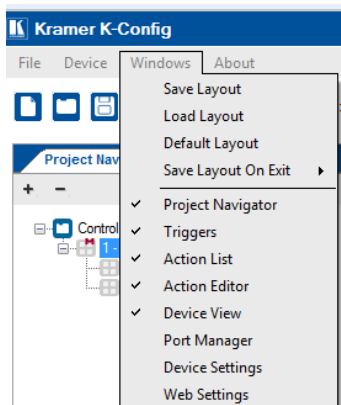 K Kramer K-Config
File Device Windows About
Save Layout
Load Layout
Default Layout
Save Layout On Exit
Project Nav
+ -
Project Navigator
Control
Triggers
1 -
Action List
Action Editor
Device View
Port Manager
Device Settings
Web Settings